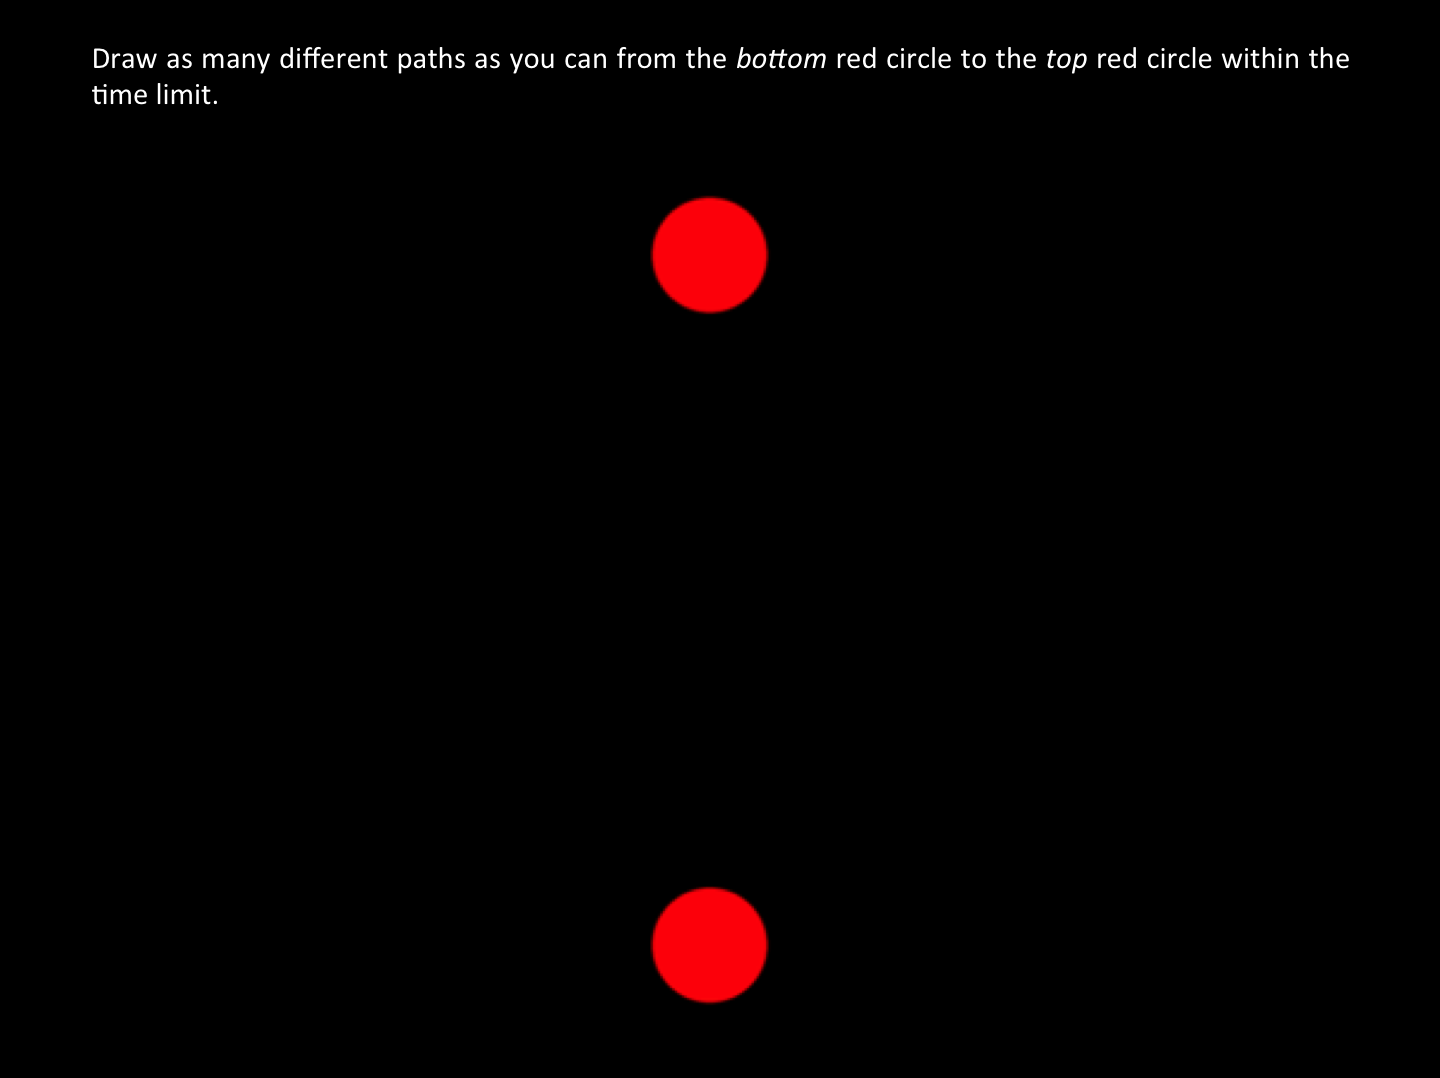 Draw as many different paths as you can from the bottom red circle to the top red circle within the
time limit.